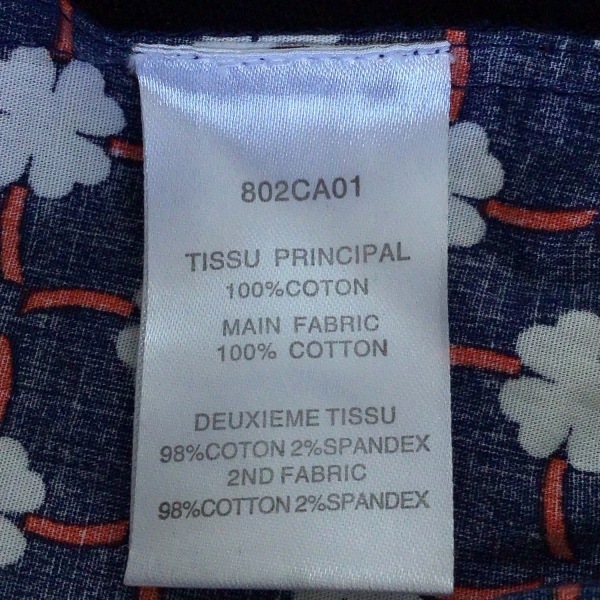 802CA01
TISSU PRINCIPAL
100%COTON
MAIN FABRIC
100% COTTON
DEUXIEME TISSU
98%COTON 2%SPANDEX
2ND FABRIC
98%COTTON 2%SPANDEX